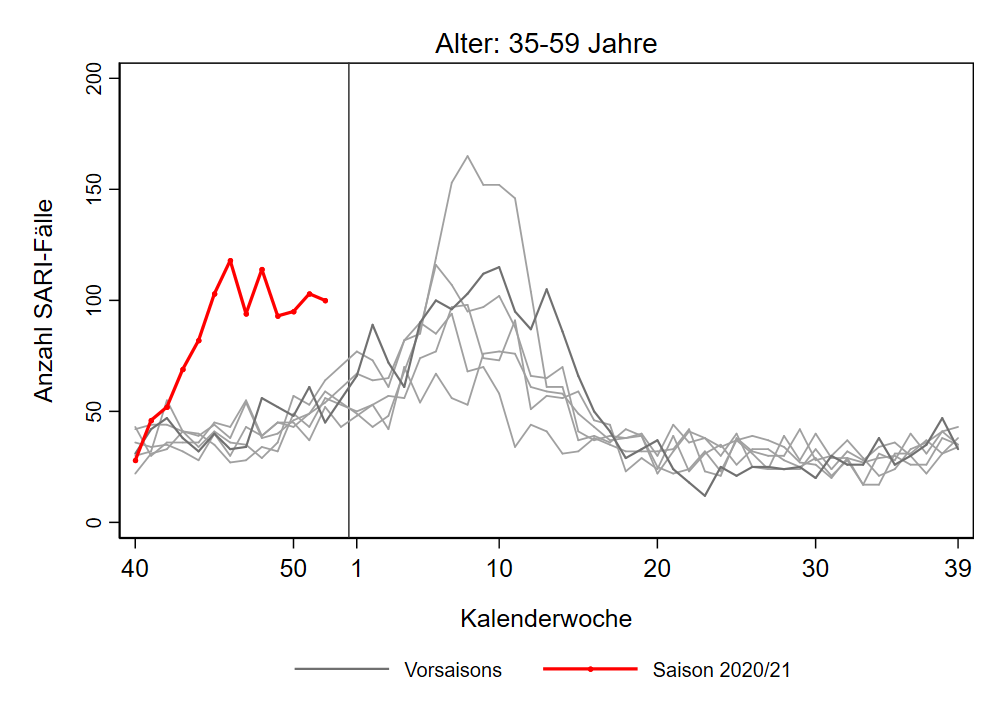 Alter: 35-59 Jahre
200
150
100
50
0
Anzahl SARI-Fälle
40 50 1 10 20 30 39
Kalenderwoche
Vorsaisons Saison 2020/21